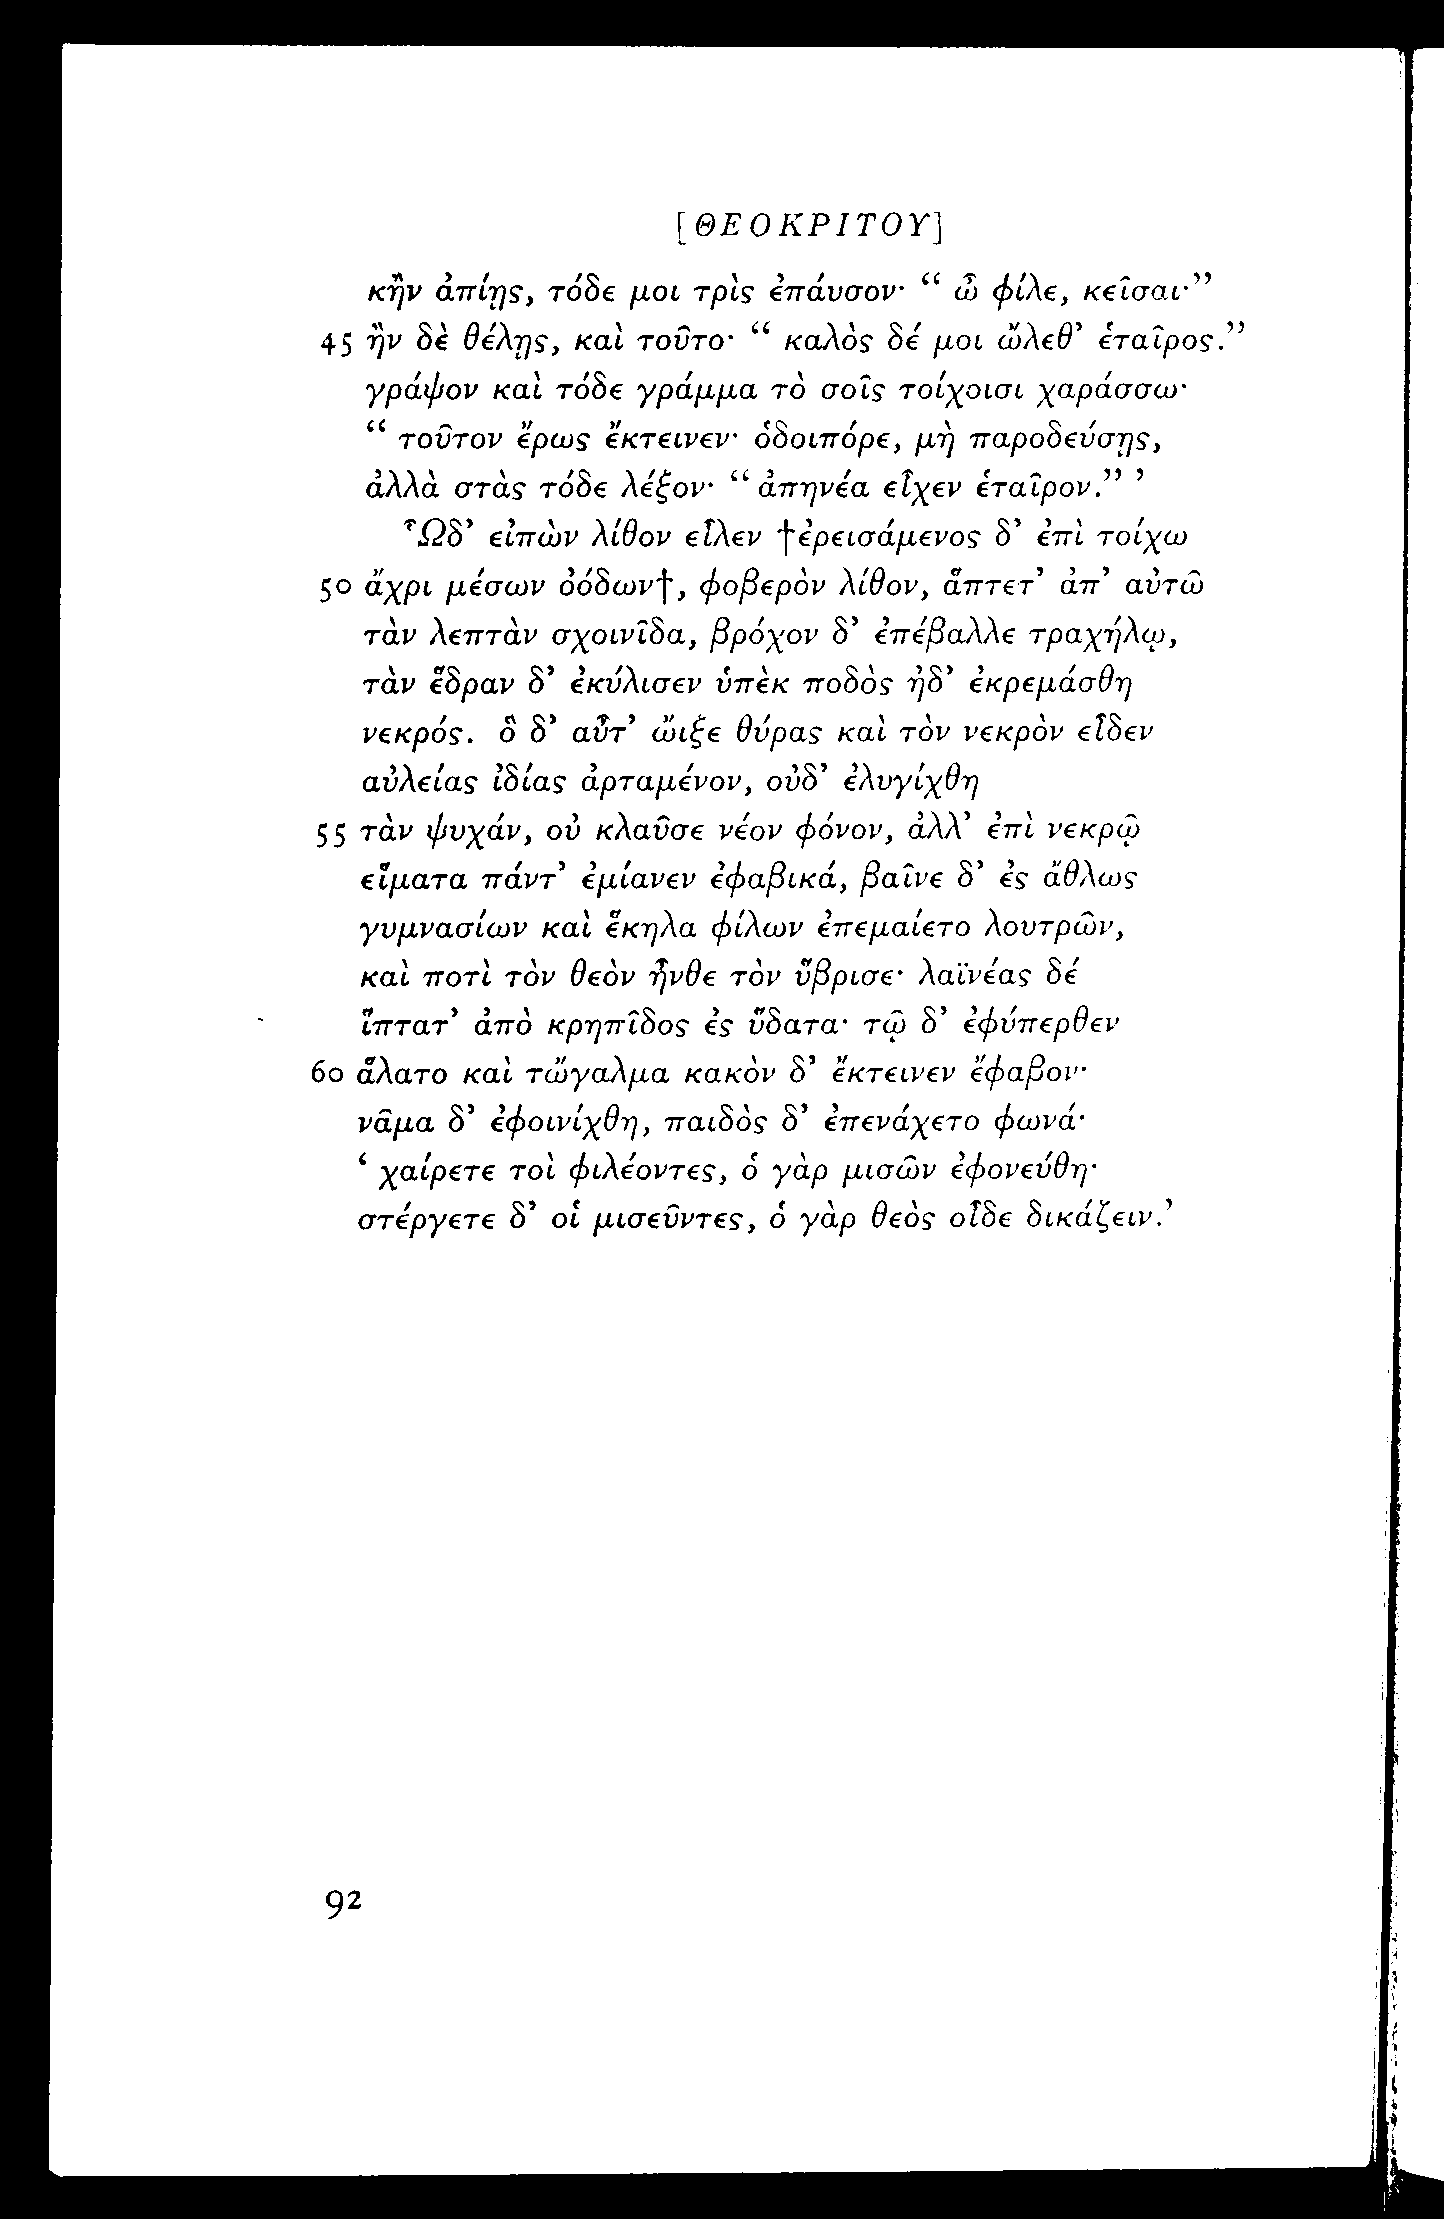 [ΘΕΟΚΡΙΤΟΥ]
κἢν ἀπίῃς, τόδε μοι τρὶς ἐπάυσον· “ ὦ φίλε, κεῖσαι·”
45 ἢν δὲ θέλῃς, καὶ τοῦτο· “ καλὸς δέ μοι ὤλεθ’ ἑταῖρος.”
γράψον καὶ τόδε γράμμα τὸ σοῖς τοίχοισι χαράσσω·
“ τοῦτον ἔρως ἔκτεινεν· ὁδοιπόρε, μὴ παροδεύσῃς,
ἀλλὰ στὰς τόδε λέξον· “ ἀπηνέα εἶχεν ἑταῖρον.” ’
Ὧδ’ εἰπὼν λίθον εἷλεν †ἐρεισάμενος δ’ ἐπὶ τοίχω
50 ἄχρι μέσων ὀόδων†, φοβερὸν λίθον, ἅπτετ’ ἀπ’ αὐτῶ
τὰν λεπτὰν σχοινῖδα, βρόχον δ’ ἐπέβαλλε τραχήλῳ,
τὰν ἕδραν δ’ ἐκύλισεν ὑπὲκ ποδὸς ἠδ’ ἐκρεμάσθη
νεκρός. ὃ δ’ αὖτ’ ὤιξε θύρας καὶ τὸν νεκρὸν εἶδεν
αὐλείας ἰδίας ἀρταμένον, οὐδ’ ἐλυγίχθη
55 τὰν ψυχάν, οὐ κλαῦσε νέον φόνον, ἀλλ’ ἐπὶ νεκρῷ
εἵματα πάντ’ ἐμίανεν ἐφαβικά, βαῖνε δ’ ἐς ἄθλως
γυμνασίων καὶ ἕκηλα φίλων ἐπεμαίετο λουτρῶν,
καὶ ποτὶ τὸν θεὸν ἦνθε τὸν ὕβρισε· λαϊνέας δέ
ἵπτατ’ ἀπὸ κρηπῖδος ἐς ὕδατα· τῷ δ’ ἐφύπερθεν
60 ἅλατο καὶ τὤγαλμα κακὸν δ’ ἔκτεινεν ἔφαβον·
νᾶμα δ’ ἐφοινίχθη, παιδὸς δ’ ἐπενάχετο φωνά·
‘ χαίρετε τοὶ φιλέοντες, ὁ γὰρ μισῶν ἐφονεύθη·
στέργετε δ’ οἱ μισεῦντες, ὁ γὰρ θεὸς οἶδε δικάζειν.’
92